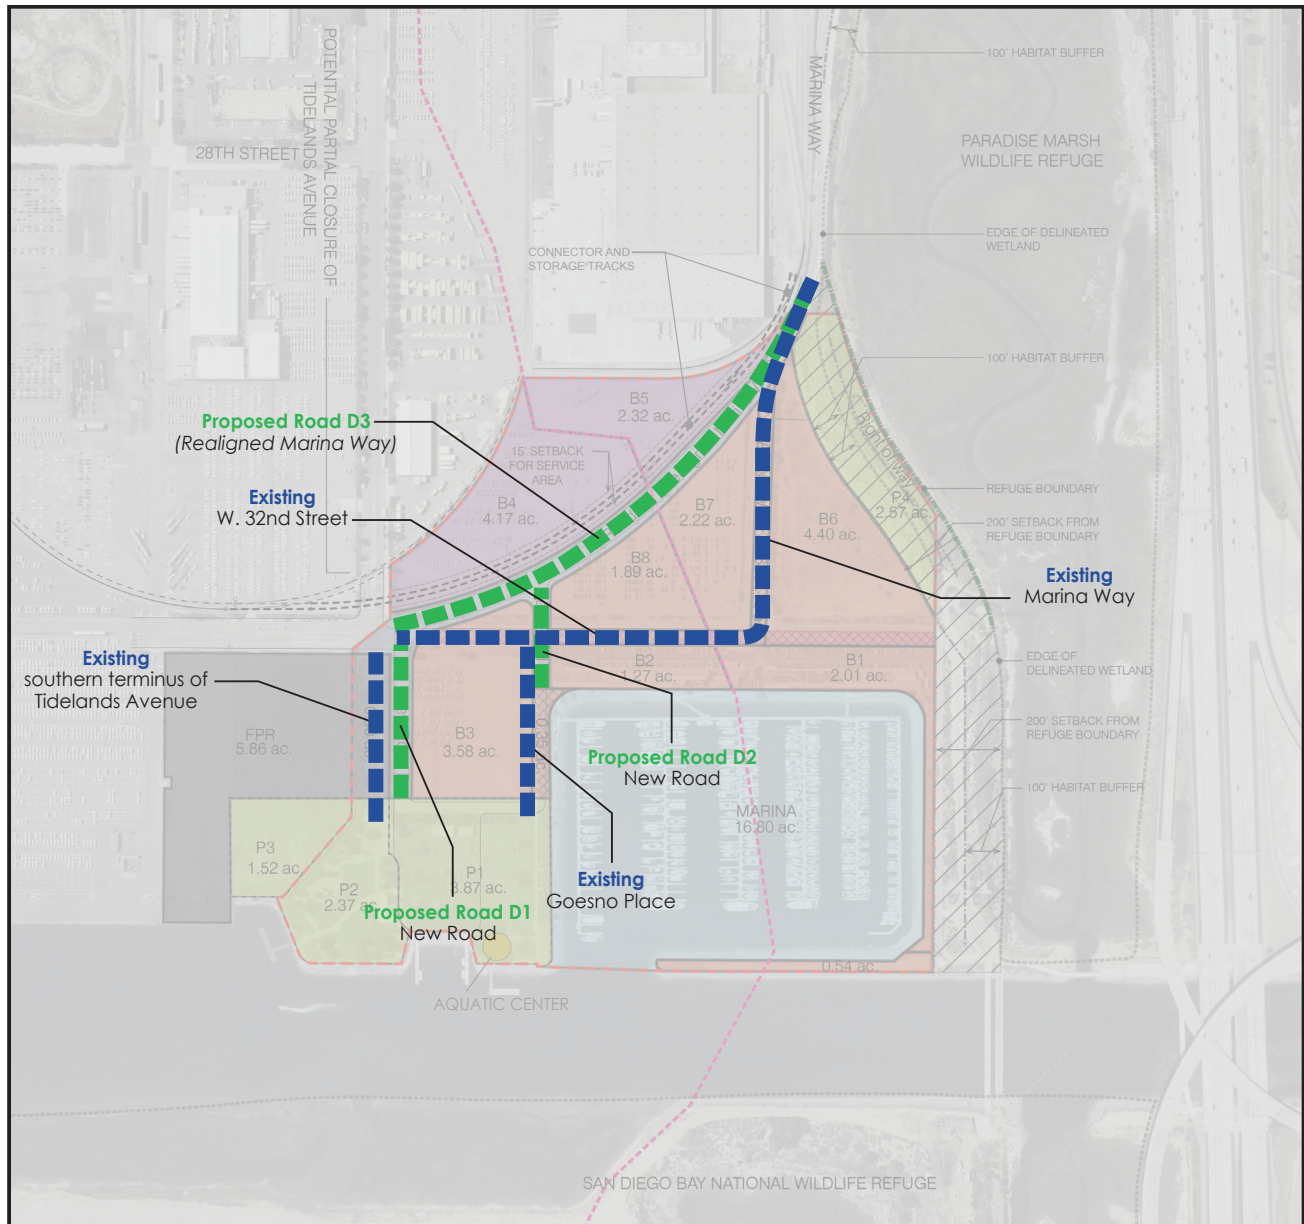 100' HABITAT BUFFER
MARINA WAY
POTENTIAL PARTIAL CLOSURE OF
TIDELANDS AVENUE
28TH STREET
PARADISE MARSH
WILDLIFE REFUGE
EDGE OF DELINEATED
WETLAND
CONNECTOR AND
STORAGE TRACKS
100' HABITAT BUFFER
B5
2.32 ac.
Proposed Road D3
(Realigned Marina Way)
Right of Way
15' SETBACK
FOR SERVICE
AREA
REFUGE BOUNDARY
P4
2.57 ac.
Existing
W. 32nd Street
B4
4.17 ac.
B7
2.22 ac.
B6
4.40 ac.
200' SETBACK FROM
REFUGE BOUNDARY
B8
1.89 ac.
Existing
Marina Way
Existing
southern terminus of
Tidelands Avenue
B2
1.27 ac.
B1
2.01 ac.
EDGE OF
DELINEATED WETLAND
FPR
5.86 ac.
B3
3.58 ac.
200' SETBACK FROM
REFUGE BOUNDARY
Proposed Road D2
New Road
100' HABITAT BUFFER
MARINA
16.80 ac.
P3
1.52 ac.
P1
3.87 ac.
Existing
Goesno Place
P2
2.37 ac.
Proposed Road D1
New Road
0.54 ac.
AQUATIC CENTER
SAN DIEGO BAY NATIONAL WILDLIFE REFUGE